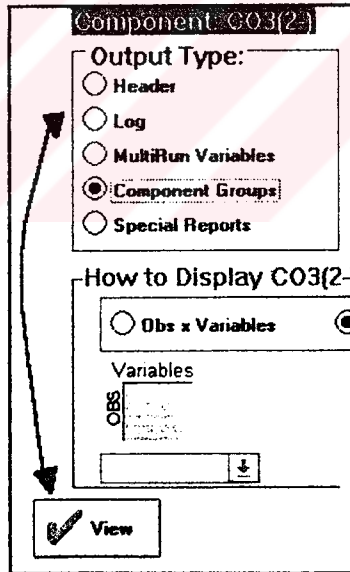 Component: CO3(2-)
Output Type:
Header
Log
MultiRun Variables
Component Groups
Special Reports
How to Display CO3(2-
Obs x Variables
Variables
OBS
View